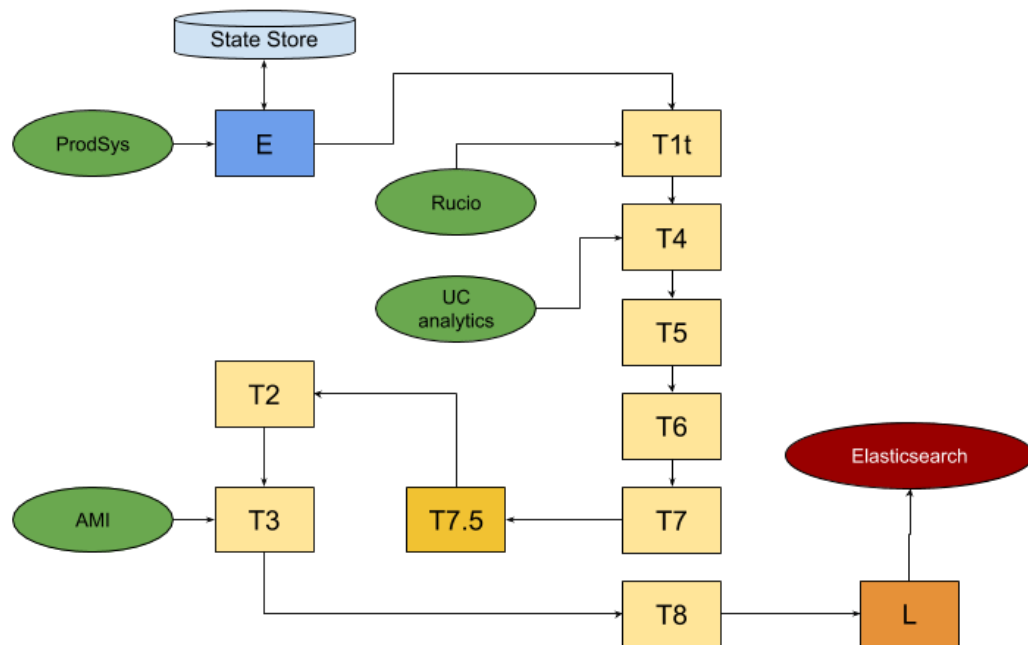 State Store
ProdSys
E
T1t
Rucio
T4
UC
analytics
T5
T2
T6
Elasticsearch
AMI
T3
T7.5
T7
T8
L